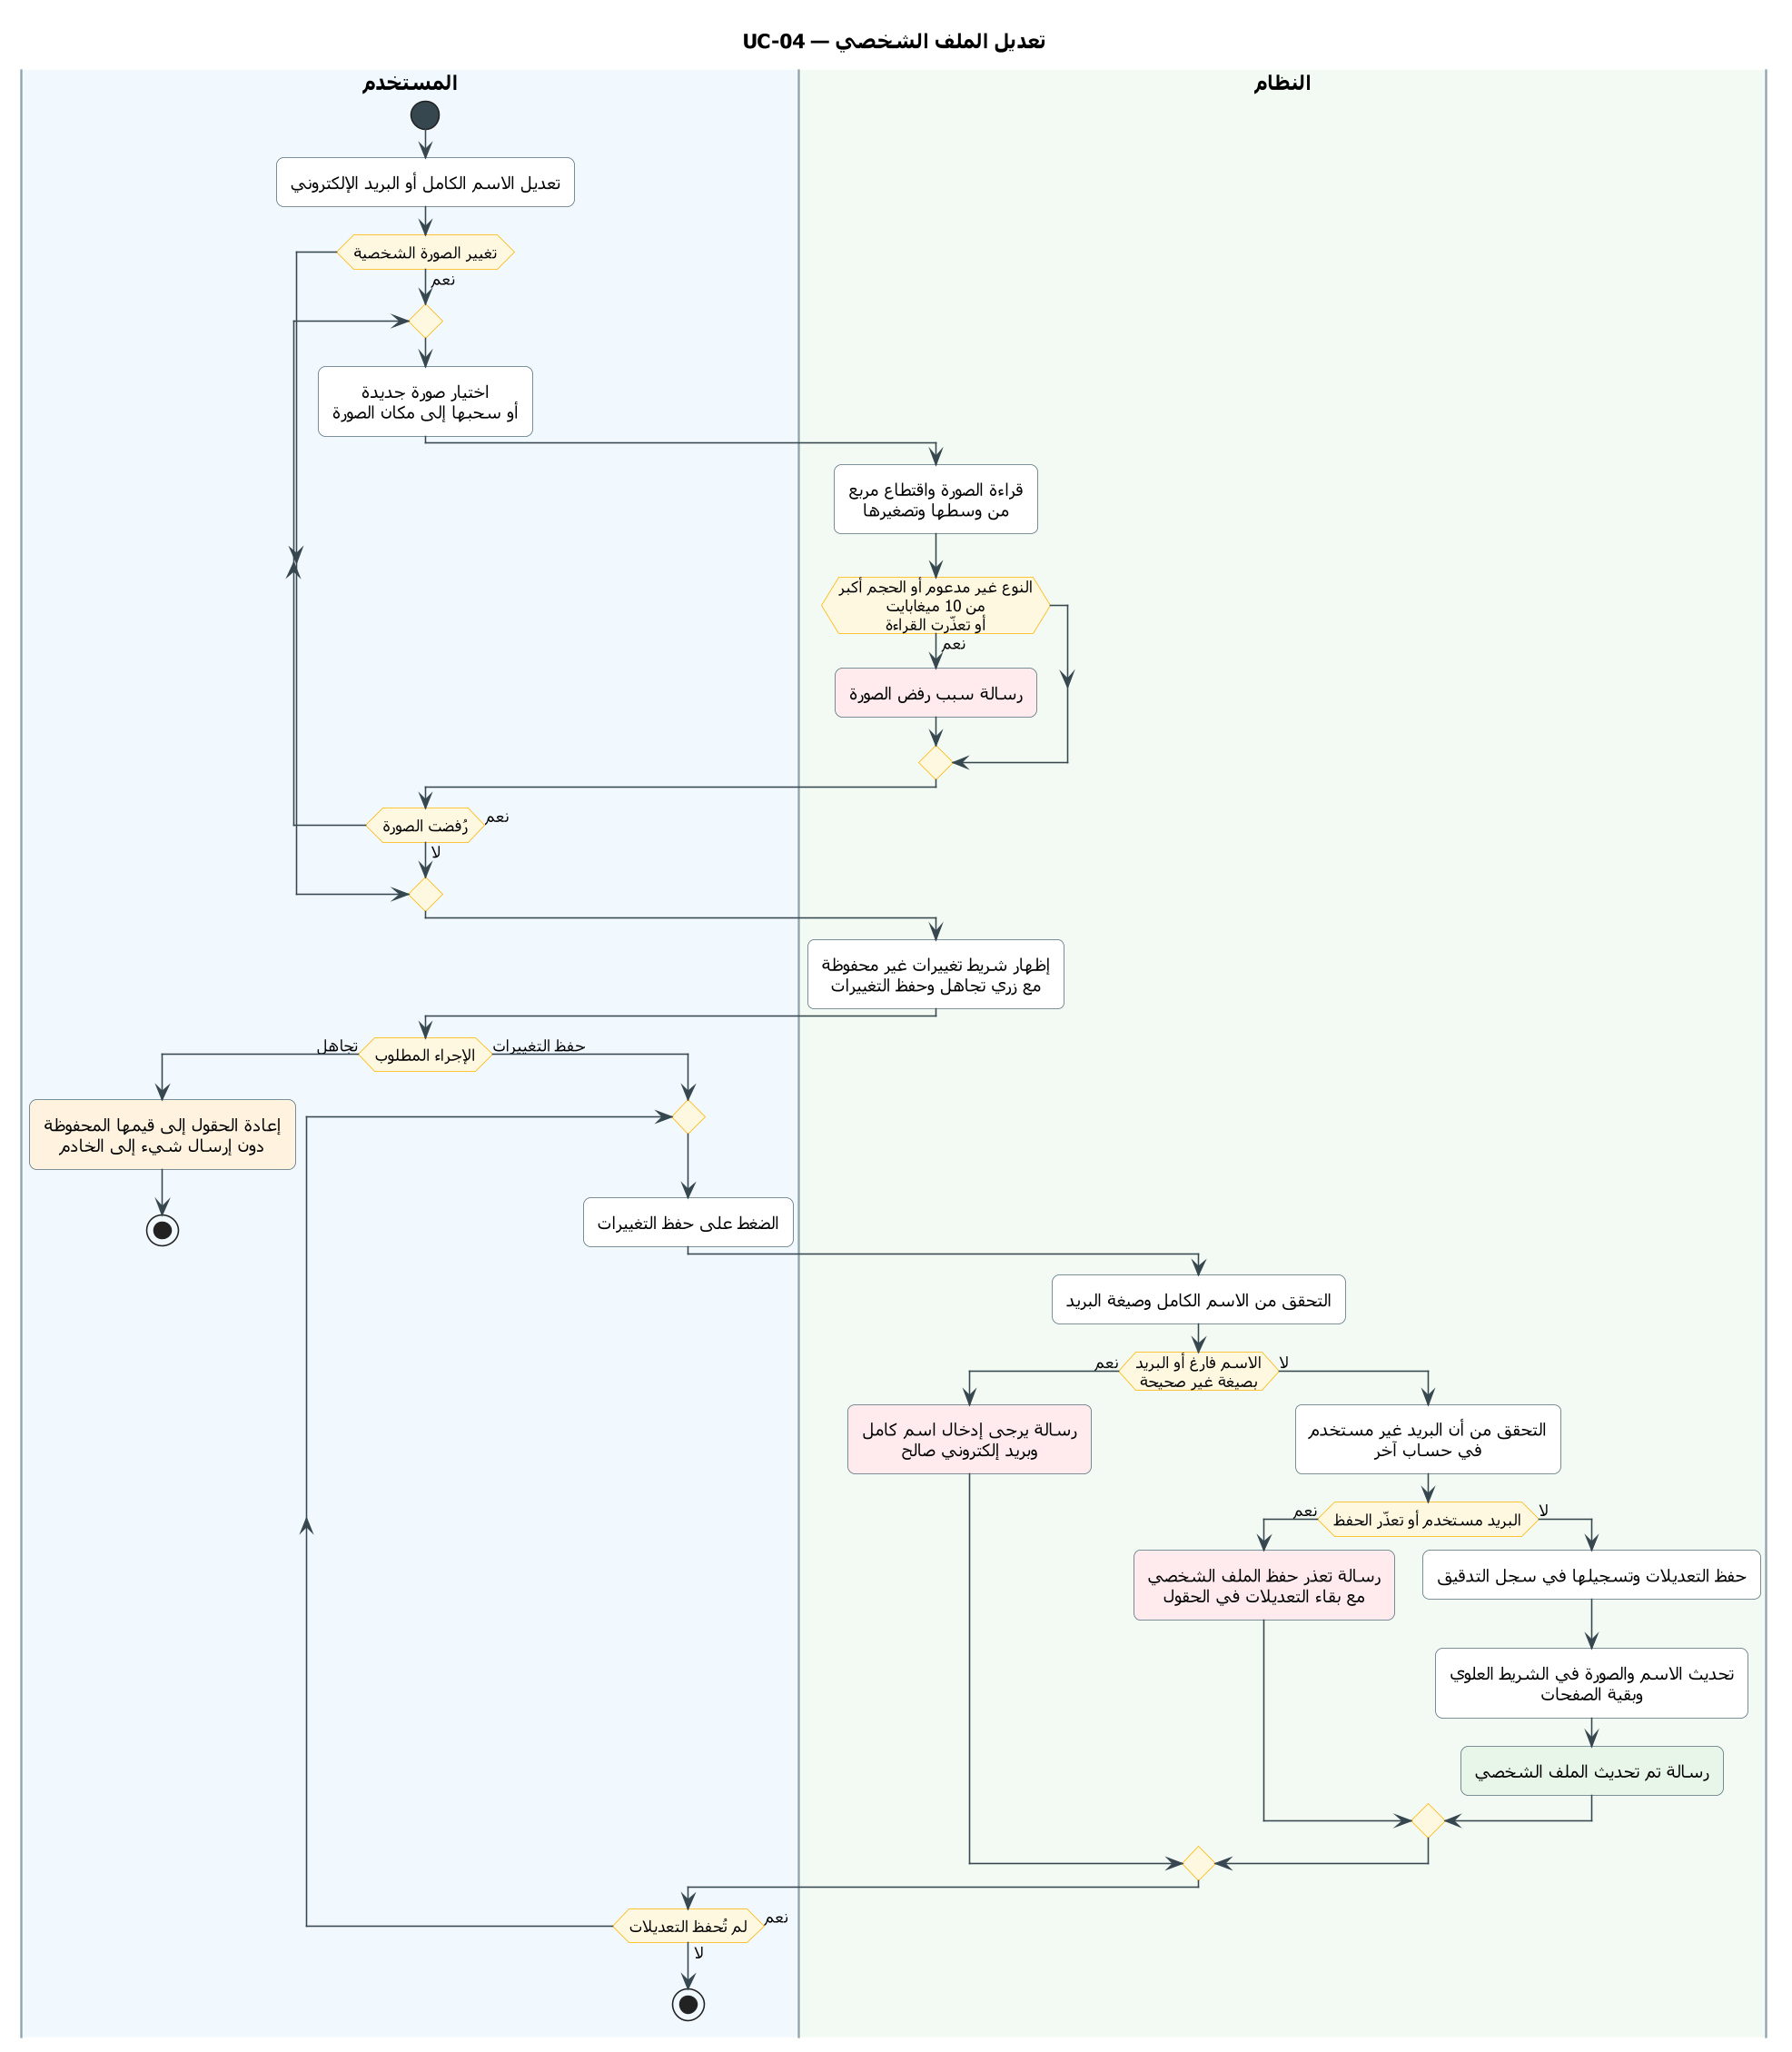 UC-04 — تعديل الملف الشخصي
المستخدم
النظام
تعديل الاسم الكامل أو البريد الإلكتروني
تغيير الصورة الشخصية
نعم
اختيار صورة جديدة
أو سحبها إلى مكان الصورة
قراءة الصورة واقتطاع مربع
من وسطها وتصغيرها
النوع غير مدعوم أو الحجم أكبر
من 10 ميغابايت
أو تعذّرت القراءة
نعم
رسالة سبب رفض الصورة
رُفضت الصورة
نعم
لا
إظهار شريط تغييرات غير محفوظة
مع زري تجاهل وحفظ التغييرات
الإجراء المطلوب
تجاهل
حفظ التغييرات
إعادة الحقول إلى قيمها المحفوظة
دون إرسال شيء إلى الخادم
الضغط على حفظ التغييرات
التحقق من الاسم الكامل وصيغة البريد
الاسم فارغ أو البريد
بصيغة غير صحيحة
نعم
لا
رسالة يرجى إدخال اسم كامل
وبريد إلكتروني صالح
التحقق من أن البريد غير مستخدم
في حساب آخر
البريد مستخدم أو تعذّر الحفظ
نعم
لا
رسالة تعذر حفظ الملف الشخصي
مع بقاء التعديلات في الحقول
حفظ التعديلات وتسجيلها في سجل التدقيق
تحديث الاسم والصورة في الشريط العلوي
وبقية الصفحات
رسالة تم تحديث الملف الشخصي
لم تُحفظ التعديلات
نعم
لا